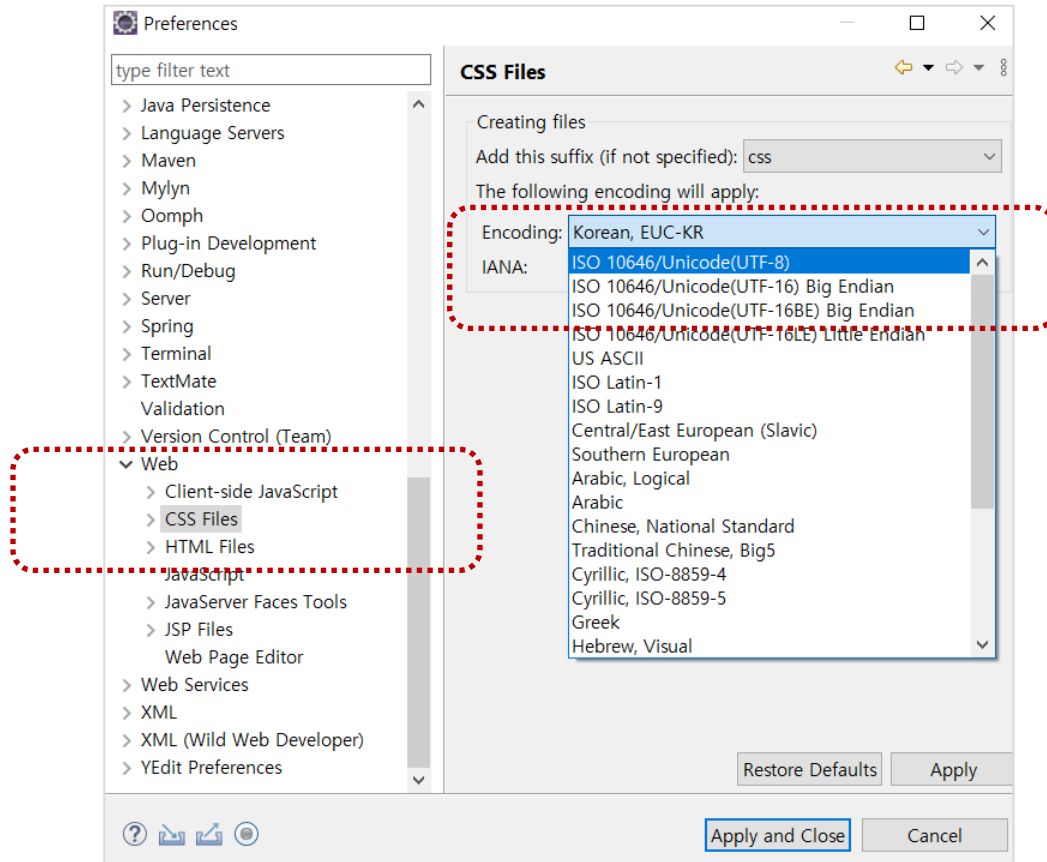 Preferences
type filter text
Java Persistence
Language Servers
Maven
Mylyn
Oomph
Plug-in Development
Run/Debug
Server
Spring
Terminal
TextMate
Validation
Version Control (Team)
Web
Client-side JavaScript
CSS Files
HTML Files
JavaScript
JavaServer Faces Tools
JSP Files
Web Page Editor
Web Services
XML
XML (Wild Web Developer)
YEdit Preferences
CSS Files
Creating files
Add this suffix (if not specified): css
The following encoding will apply:
Encoding: Korean, EUC-KR
IANA:
ISO 10646/Unicode(UTF-8)
ISO 10646/Unicode(UTF-16) Big Endian
ISO 10646/Unicode(UTF-16BE) Big Endian
ISO 10646/Unicode(UTF-16LE) Little Endian
US ASCII
ISO Latin-1
ISO Latin-9
Central/East European (Slavic)
Southern European
Arabic, Logical
Arabic
Chinese, National Standard
Traditional Chinese, Big5
Cyrillic, ISO-8859-4
Cyrillic, ISO-8859-5
Greek
Hebrew, Visual
Restore Defaults
Apply
Apply and Close
Cancel